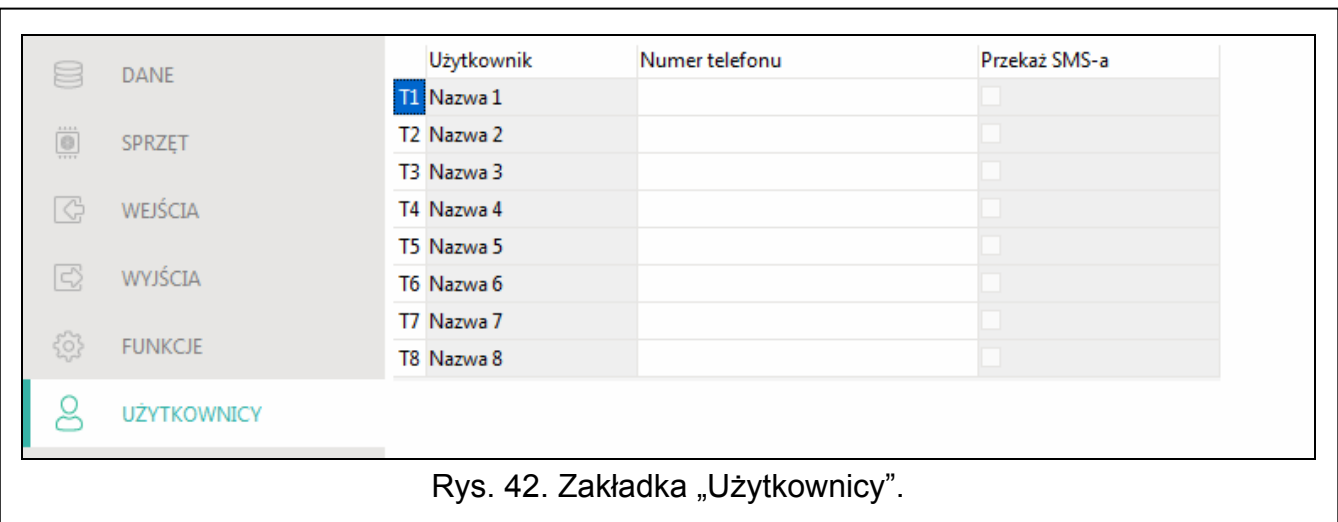 DANE
SPRZĘT
WEJŚCIA
WYJŚCIA
FUNKCJE
UŻYTKOWNICY
Użytkownik Numer telefonu Przekaż SMS-a
T1 Nazwa 1
T2 Nazwa 2
T3 Nazwa 3
T4 Nazwa 4
T5 Nazwa 5
T6 Nazwa 6
T7 Nazwa 7
T8 Nazwa 8
Rys. 42. Zakładka „Użytkownicy”.